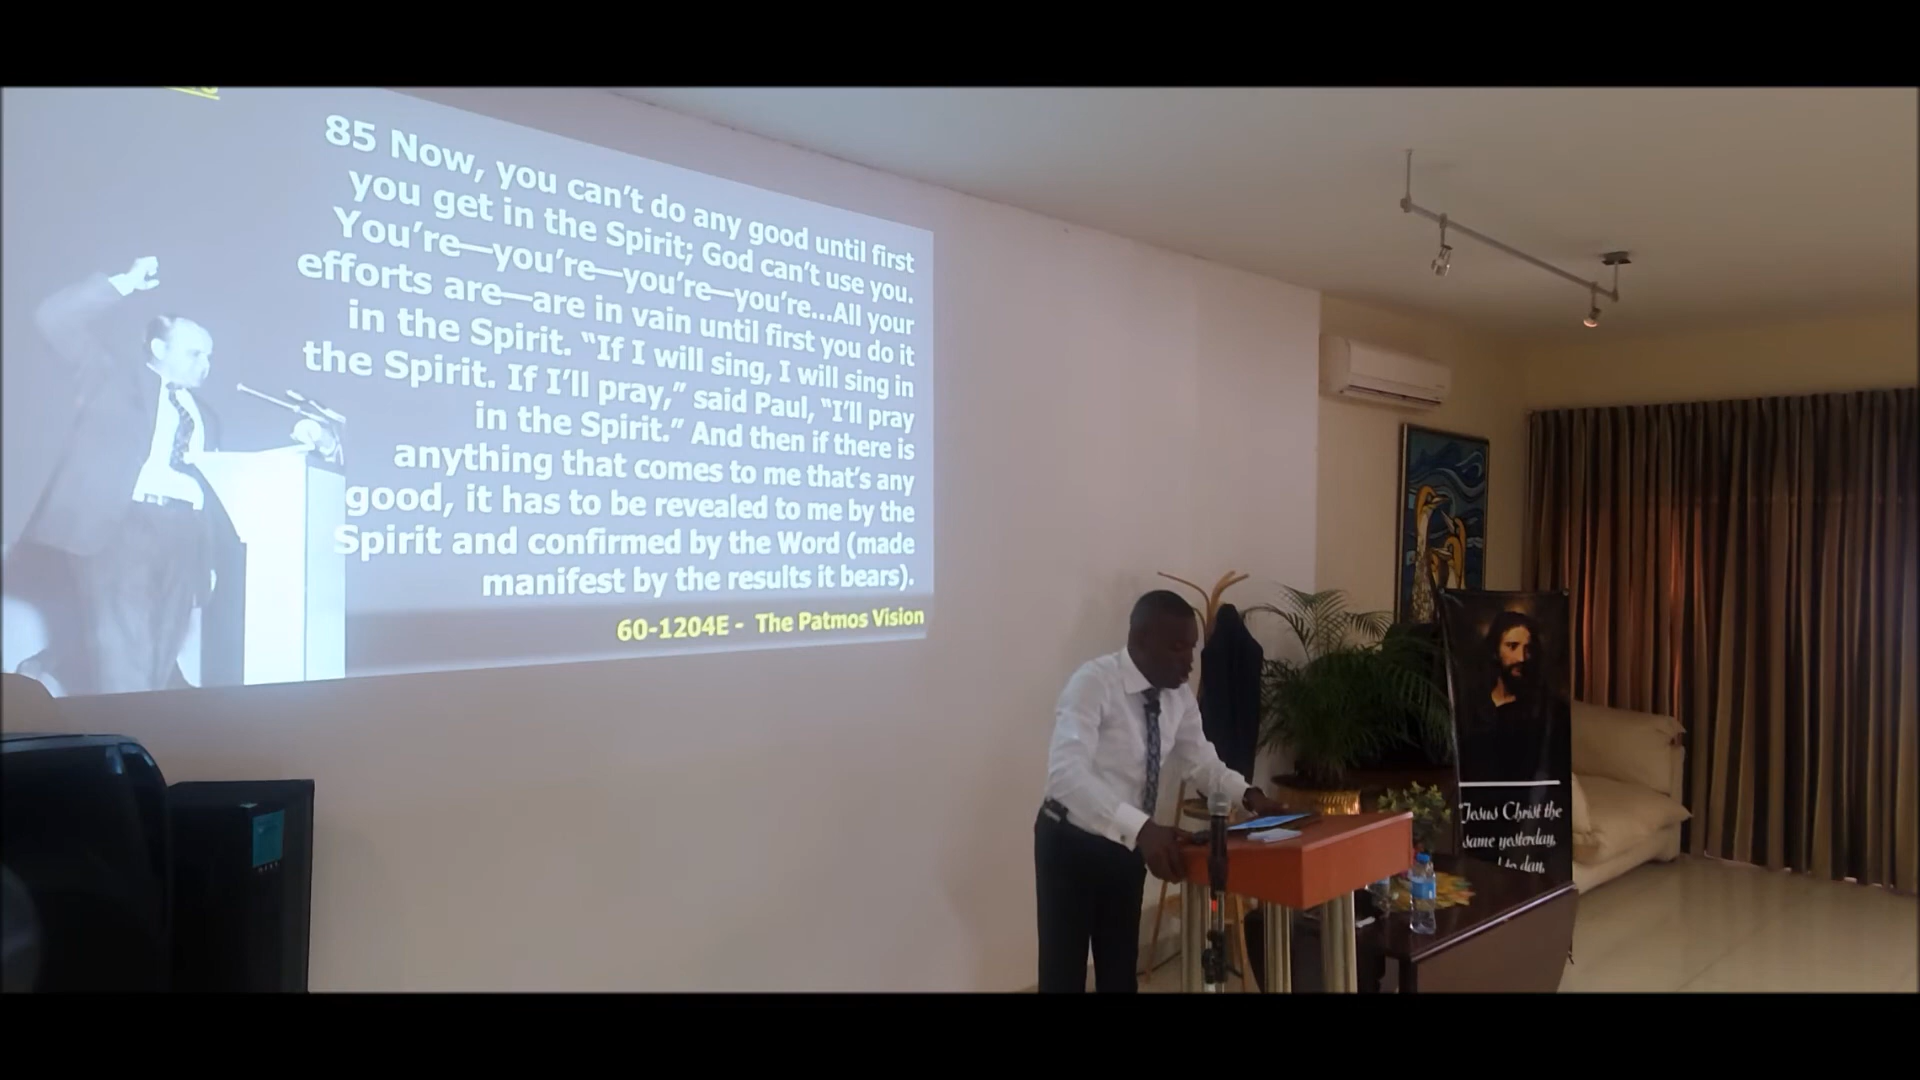 85 Now, you can't do any good until first
you get in the Spirit; God can't use you.
You're—you're—you're—you're...All your
efforts are—are in vain until first you do it
in the Spirit. "If I will sing, I will sing in
the Spirit. If I'll pray," said Paul, "I'll pray
in the Spirit." And then if there is
anything that comes to me that's any
good, it has to be revealed to me by the
Spirit and confirmed by the Word (made
manifest by the results it bears).
60-1204E - The Patmos Vision
"Jesus Christ the
same yesterday,
to day,